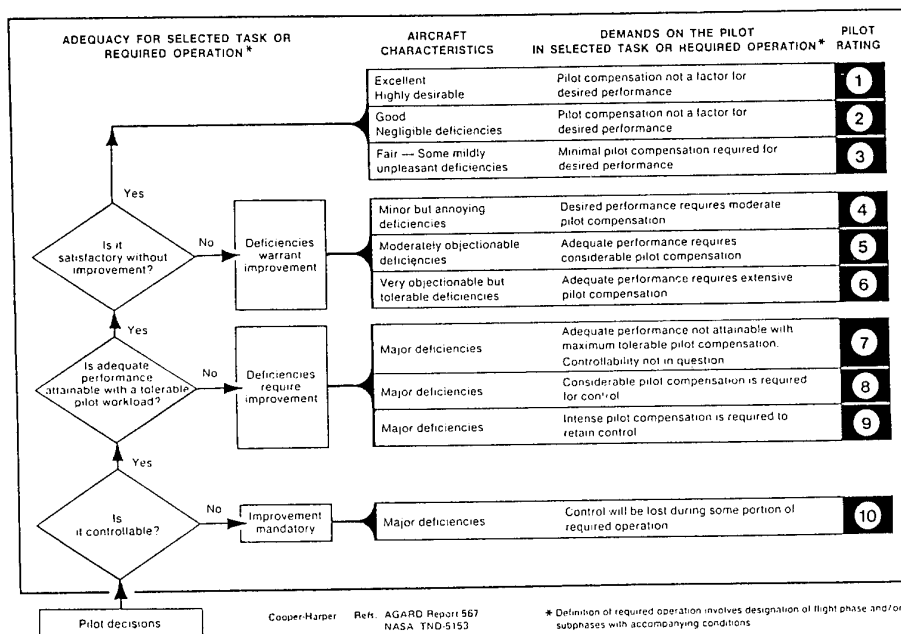 ADEQUACY FOR SELECTED TASK OR
REQUIRED OPERATION*
AIRCRAFT
CHARACTERISTICS
DEMANDS ON THE PILOT
IN SELECTED TASK OR REQUIRED OPERATION*
PILOT
RATING
Excellent
Highly desirable
Pilot compensation not a factor for
desired performance
1
Good
Negligible deficiencies
Pilot compensation not a factor for
desired performance
2
Fair — Some mildly
unpleasant deficiencies
Minimal pilot compensation required for
desired performance
3
Yes
Is it
satisfactory without
improvement?
No
Deficiencies
warrant
improvement
Minor but annoying
deficiencies
Desired performance requires moderate
pilot compensation
4
Moderately objectionable
deficiencies
Adequate performance requires
considerable pilot compensation
5
Very objectionable but
tolerable deficiencies
Adequate performance requires extensive
pilot compensation
6
Yes
Is adequate
performance
attainable with a tolerable
pilot workload?
No
Deficiencies
require
improvement
Major deficiencies
Adequate performance not attainable with
maximum tolerable pilot compensation.
Controllability not in question
7
Major deficiencies
Considerable pilot compensation is required
for control
8
Major deficiencies
Intense pilot compensation is required to
retain control
9
Yes
Is
it controllable?
No
Improvement
mandatory
Major deficiencies
Control will be lost during some portion of
required operation
10
Pilot decisions
Cooper-Harper Ref. AGARD Report 567
NASA TND-5153
* Definition of required operation involves designation of flight phase and/or
subphases with accompanying conditions